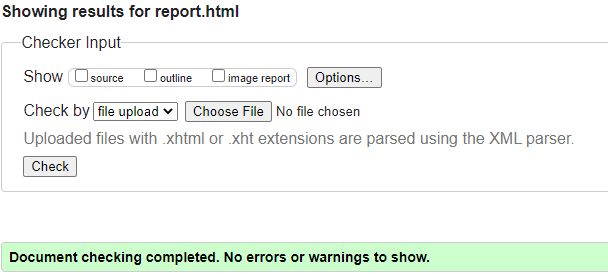 Showing results for report.html
Checker Input
Show source outline image report Options...
Check by file upload Choose File No file chosen
Uploaded files with .xhtml or .xht extensions are parsed using the XML parser.
Check
Document checking completed. No errors or warnings to show.